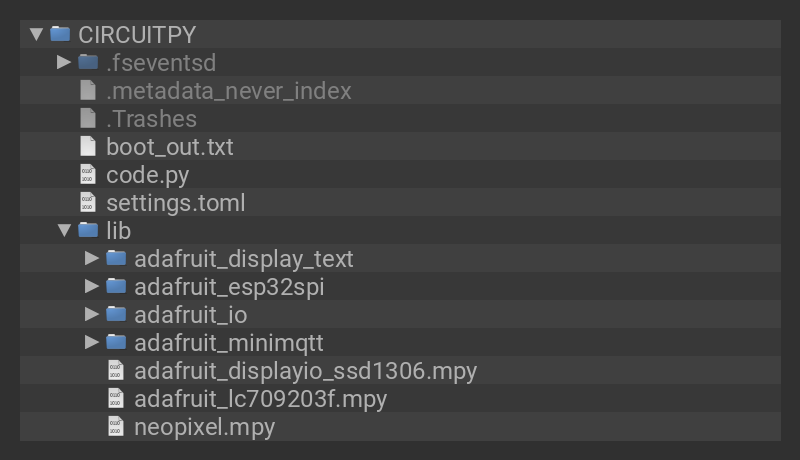 CIRCUITPY
.fseventsd
.metadata_never_index
.Trashes
boot_out.txt
code.py
settings.toml
lib
adafruit_display_text
adafruit_esp32spi
adafruit_io
adafruit_minimqtt
adafruit_displayio_ssd1306.mpy
adafruit_lc709203f.mpy
neopixel.mpy